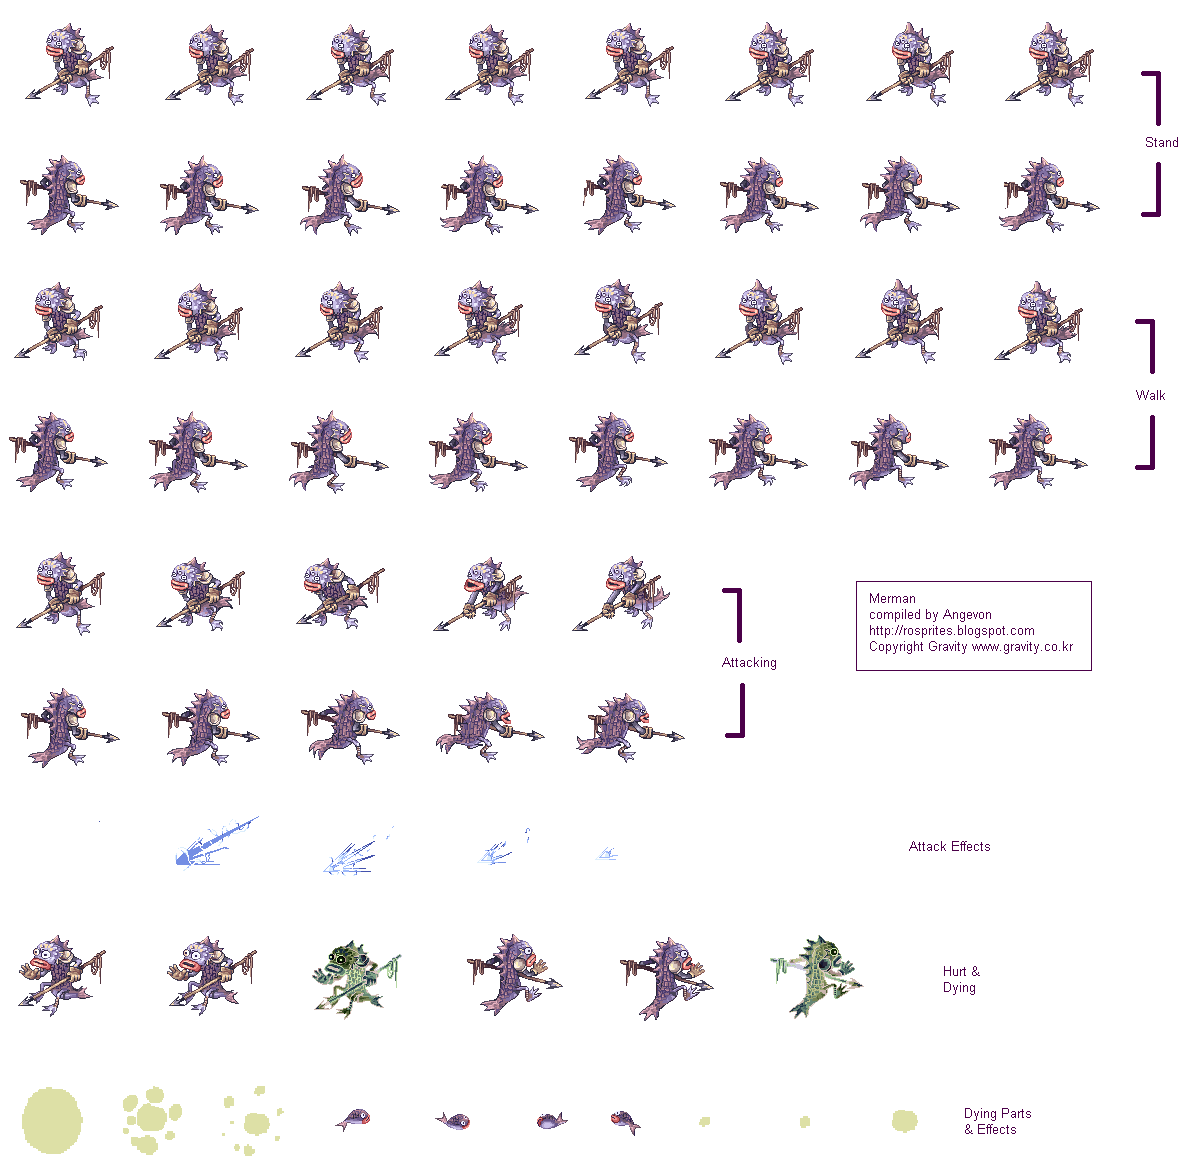 Stand
Walk
Merman
compiled by Angevon
http://rosprites.blogspot.com
Copyright Gravity www.gravity.co.kr
Attacking
Attack Effects
Hurt &
Dying
Dying Parts
& Effects